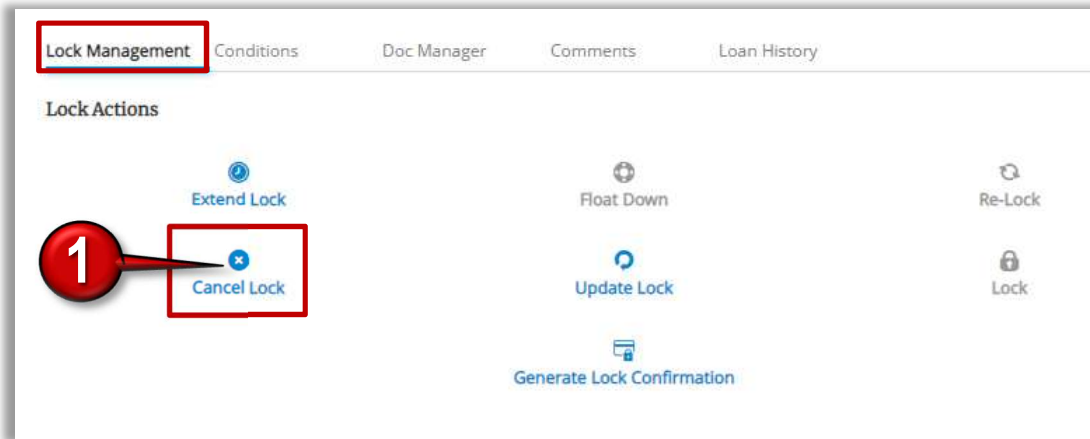 Lock Management Conditions Doc Manager Comments Loan History
Lock Actions
Extend Lock Float Down Re-Lock
1
Cancel Lock Update Lock Lock
Generate Lock Confirmation